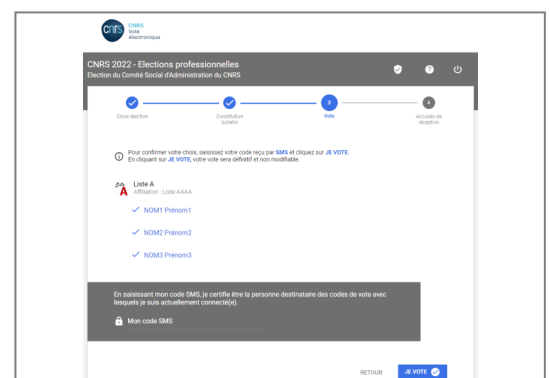 cnrs
CNRS
Vote
électronique
CNRS 2022 - Elections professionnelles
Election du Comité Social d'Administration du CNRS
Choix élection
Constitution
bulletin
3
Vote
4
Accusés de
réception
Pour confirmer votre choix, saisissez votre code reçu par SMS et cliquez sur JE VOTE.
En cliquant sur JE VOTE, votre vote sera définitif et non modifiable.
A
Liste A
Affiliation : Liste AAAA
NOM1 Prénom1
NOM2 Prénom2
NOM3 Prénom3
En saisissant mon code SMS, je certifie être la personne destinataire des codes de vote avec
lesquels je suis actuellement connecté(e).
Mon code SMS
RETOUR
JE VOTE